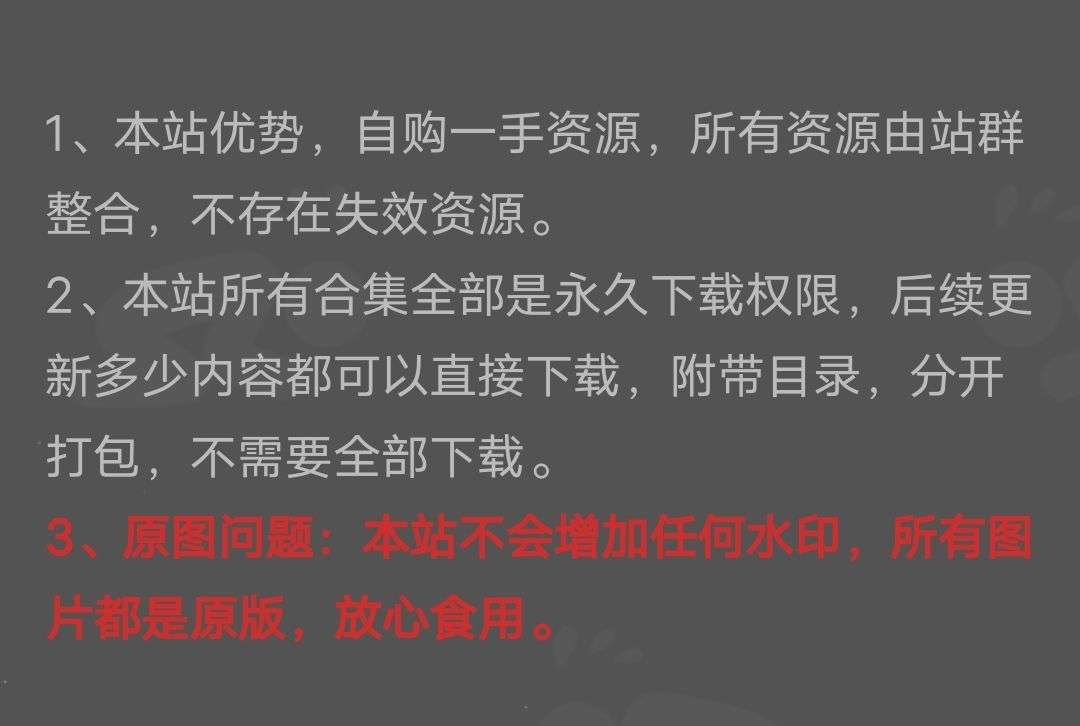 1、本站优势，自购一手资源，所有资源由站群
整合，不存在失效资源。
2、本站所有合集全部是永久下载权限，后续更
新多少内容都可以直接下载，附带目录，分开
打包，不需要全部下载。
3、原图问题：本站不会增加任何水印，所有图
片都是原版，放心食用。